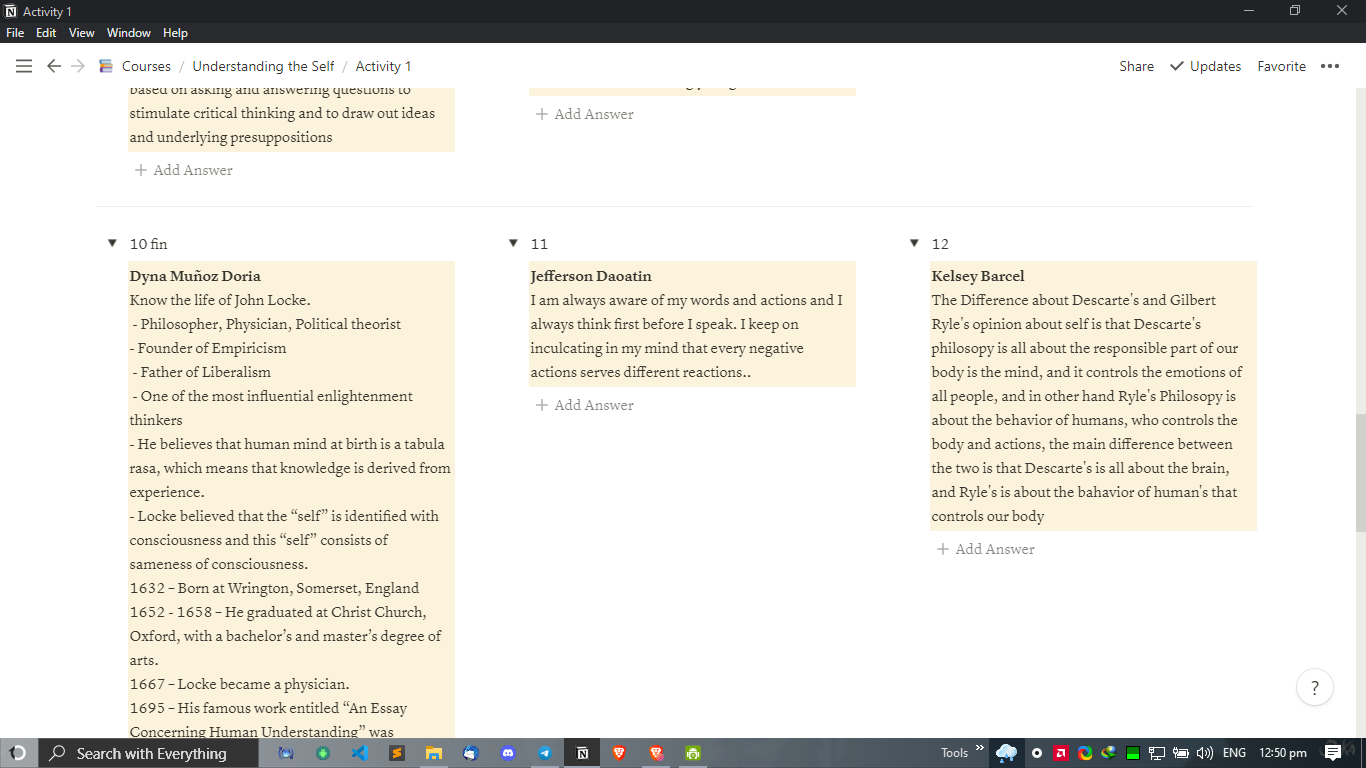 Activity 1
File Edit View Window Help
Courses / Understanding the Self / Activity 1
Share Updates Favorite
based on asking and answering questions to
stimulate critical thinking and to draw out ideas
and underlying presuppositions
+ Add Answer
+ Add Answer
10 fin
Dyna Muñoz Doria
Know the life of John Locke.
- Philosopher, Physician, Political theorist
- Founder of Empiricism
- Father of Liberalism
- One of the most influential enlightenment
thinkers
- He believes that human mind at birth is a tabula
rasa, which means that knowledge is derived from
experience.
- Locke believed that the “self” is identified with
consciousness and this “self” consists of
sameness of consciousness.
1632 – Born at Wrington, Somerset, England
1652 - 1658 – He graduated at Christ Church,
Oxford, with a bachelor’s and master’s degree of
arts.
1667 – Locke became a physician.
1695 – His famous work entitled “An Essay
Concerning Human Understanding” was
11
Jefferson Daoatin
I am always aware of my words and actions and I
always think first before I speak. I keep on
inculcating in my mind that every negative
actions serves different reactions..
+ Add Answer
12
Kelsey Barcel
The Difference about Descarte's and Gilbert
Ryle's opinion about self is that Descarte's
philosopy is all about the responsible part of our
body is the mind, and it controls the emotions of
all people, and in other hand Ryle's Philosopy is
about the behavior of humans, who controls the
body and actions, the main difference between
the two is that Descarte's is all about the brain,
and Ryle's is about the bahavior of human's that
controls our body
+ Add Answer
?
Search with Everything
Tools » ENG 12:50 pm